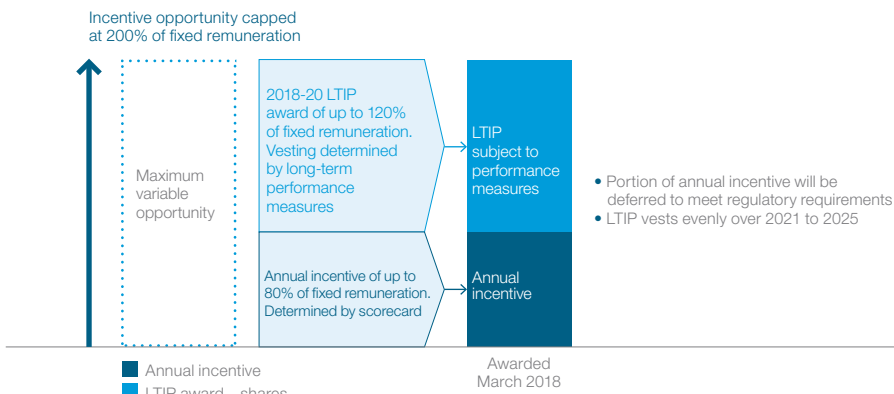 Incentive opportunity capped
at 200% of fixed remuneration
Maximum
variable
opportunity
2018-20 LTIP
award of up to 120%
of fixed remuneration.
Vesting determined
by long-term
performance
measures
LTIP
subject to
performance
measures
Annual incentive of up to
80% of fixed remuneration.
Determined by scorecard
Annual
incentive
• Portion of annual incentive will be
deferred to meet regulatory requirements
• LTIP vests evenly over 2021 to 2025
Awarded
March 2018
Annual incentive
LTIP award – shares